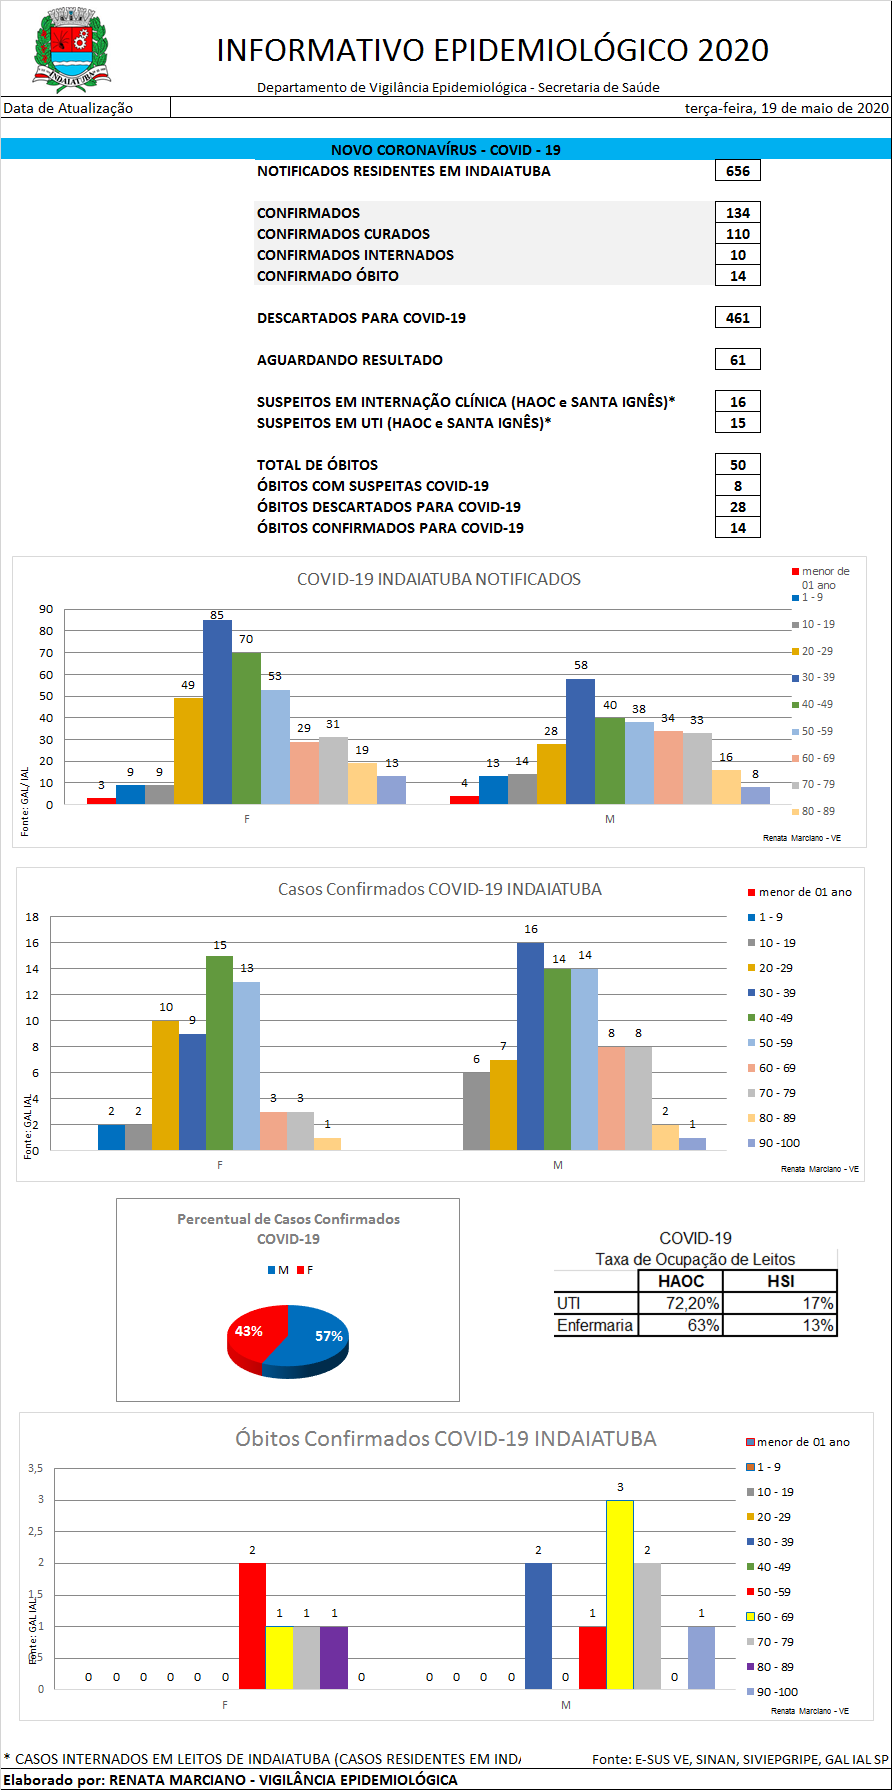 INDAIATUBA
INFORMATIVO EPIDEMIOLÓGICO 2020
Departamento de Vigilância Epidemiológica - Secretaria de Saúde
Data de Atualização terça-feira, 19 de maio de 2020
NOVO CORONAVÍRUS - COVID - 19
NOTIFICADOS RESIDENTES EM INDAIATUBA 656
CONFIRMADOS 134
CONFIRMADOS CURADOS 110
CONFIRMADOS INTERNADOS 10
CONFIRMADO ÓBITO 14
DESCARTADOS PARA COVID-19 461
AGUARDANDO RESULTADO 61
SUSPEITOS EM INTERNAÇÃO CLÍNICA (HAOC e SANTA IGNÊS)* 16
SUSPEITOS EM UTI (HAOC e SANTA IGNÊS)* 15
TOTAL DE ÓBITOS 50
ÓBITOS COM SUSPEITAS COVID-19 8
ÓBITOS DESCARTADOS PARA COVID-19 28
ÓBITOS CONFIRMADOS PARA COVID-19 14
COVID-19 INDAIATUBA NOTIFICADOS
90
80
70
60
50
40
30
20
10
0
3 9 9 49 85 70 53 29 31 19 13
4 13 14 28 58 40 38 34 33 16 8
F M
Fonte: GAL/ IAL
menor de
01 ano
1 - 9
10 - 19
20 -29
30 - 39
40 -49
50 -59
60 - 69
70 - 79
80 - 89
Renata Marciano - VE
Casos Confirmados COVID-19 INDAIATUBA
18
16
14
12
10
8
6
4
2
0
2 2 10 9 15 13 3 3 1
6 7 16 14 14 8 8 2 1
F M
Fonte: GAL IAL
menor de 01 ano
1 - 9
10 - 19
20 -29
30 - 39
40 -49
50 -59
60 - 69
70 - 79
80 - 89
90 -100
Renata Marciano - VE
Percentual de Casos Confirmados
COVID-19
M F
43% 57%
COVID-19
Taxa de Ocupação de Leitos
HAOC HSI
UTI 72,20% 17%
Enfermaria 63% 13%
Óbitos Confirmados COVID-19 INDAIATUBA
3,5
3
2,5
2
1,5
1
0,5
0
0 0 0 0 0 0 2 1 1 1 0
0 0 0 0 2 0 1 3 2 0 1
F M
Fonte: GAL IAL
menor de 01 ano
1 - 9
10 - 19
20 -29
30 - 39
40 -49
50 -59
60 - 69
70 - 79
80 - 89
90 -100
Renata Marciano - VE
* CASOS INTERNADOS EM LEITOS DE INDAIATUBA (CASOS RESIDENTES EM INDA Fonte: E-SUS VE, SINAN, SIVIEPGRIPE, GAL IAL SP
Elaborado por: RENATA MARCIANO - VIGILÂNCIA EPIDEMIOLÓGICA